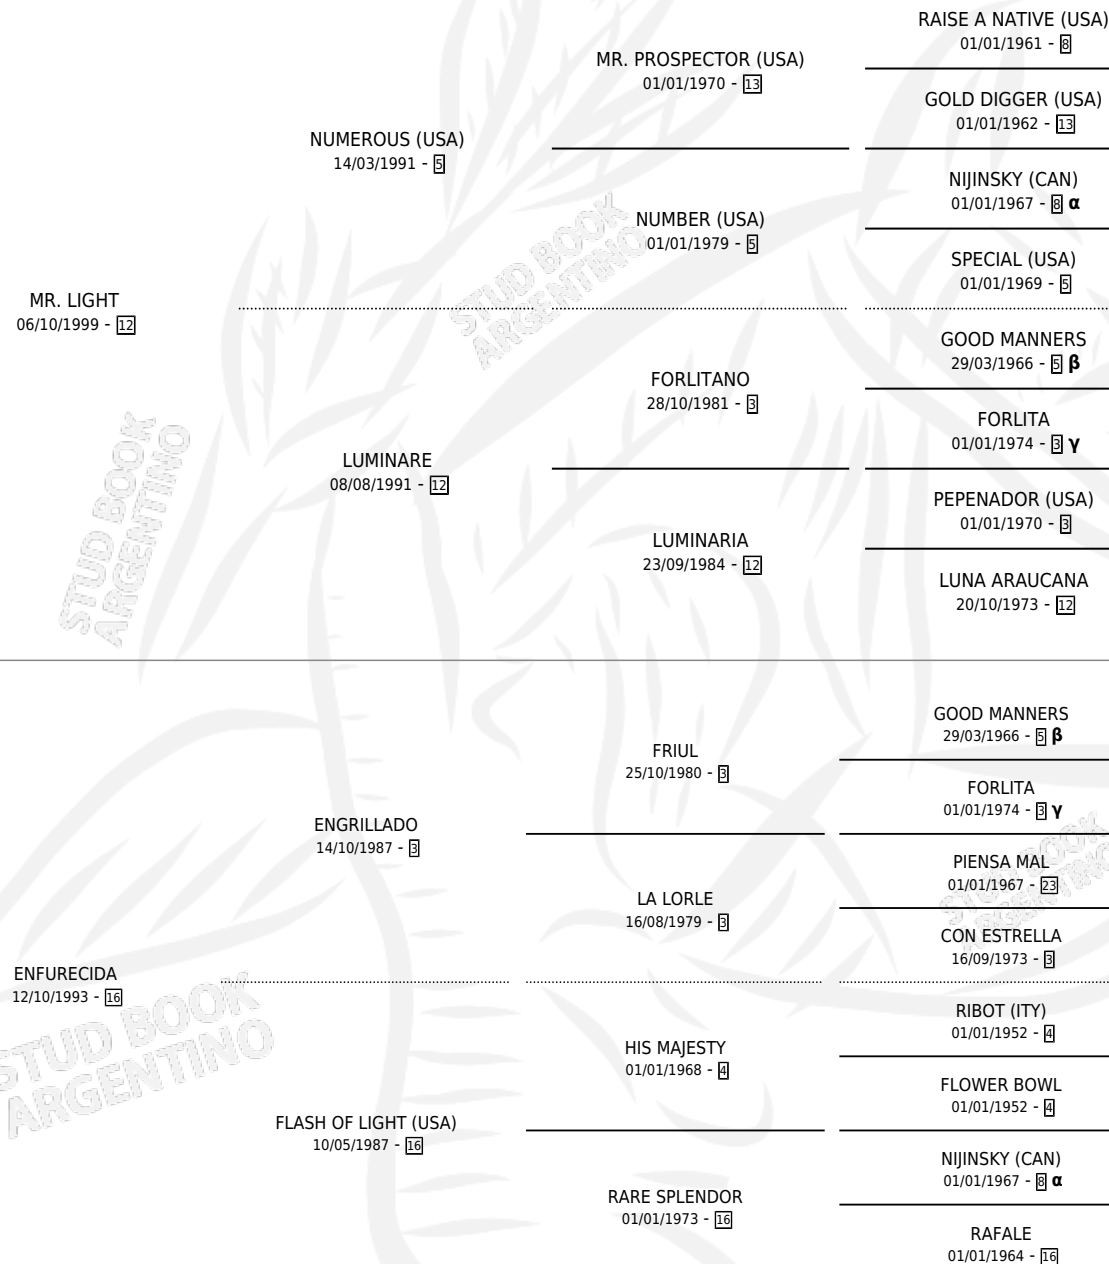 RAISE A NATIVE (USA)
01/01/1961 - 8
MR. PROSPECTOR (USA)
01/01/1970 - 13
GOLD DIGGER (USA)
01/01/1962 - 13
NUMEROUS (USA)
14/03/1991 - 5
NIJINSKY (CAN)
01/01/1967 - 8 α
NUMBER (USA)
01/01/1979 - 5
SPECIAL (USA)
01/01/1969 - 5
MR. LIGHT
06/10/1999 - 12
GOOD MANNERS
29/03/1966 - 5 β
FORLITANO
28/10/1981 - 3
FORLITA
01/01/1974 - 3 γ
LUMINARE
08/08/1991 - 12
PEPENADOR (USA)
01/01/1970 - 3
LUMINARIA
23/09/1984 - 12
LUNA ARAUCANA
20/10/1973 - 12
GOOD MANNERS
29/03/1966 - 5 β
FRIUL
25/10/1980 - 3
FORLITA
01/01/1974 - 3 γ
ENGRILLADO
14/10/1987 - 3
PIENSA MAL
01/01/1967 - 23
LA LORLE
16/08/1979 - 3
CON ESTRELLA
16/09/1973 - 3
ENFURECIDA
12/10/1993 - 16
RIBOT (ITY)
01/01/1952 - 4
HIS MAJESTY
01/01/1968 - 4
FLOWER BOWL
01/01/1952 - 4
FLASH OF LIGHT (USA)
10/05/1987 - 16
NIJINSKY (CAN)
01/01/1967 - 8 α
RARE SPLENDOR
01/01/1973 - 16
RAFALE
01/01/1964 - 16
STUD BOOK
ARGENTINO
STUD BOOK
ARGENTINO
STUD BOOK
ARGENTINO
STUD BOOK
ARGENTINO